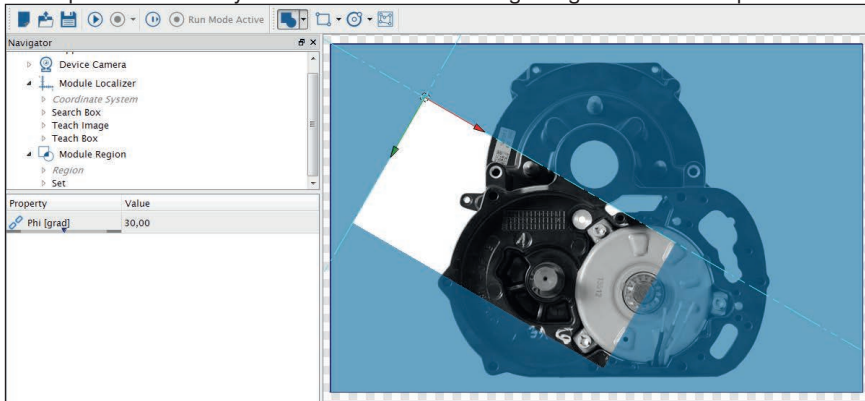 Run Mode Active
Navigator
Device Camera
Module Localizer
Coordinate System
Search Box
Teach Image
Teach Box
Module Region
Region
Set
Property Value
Phi [grad] 30,00